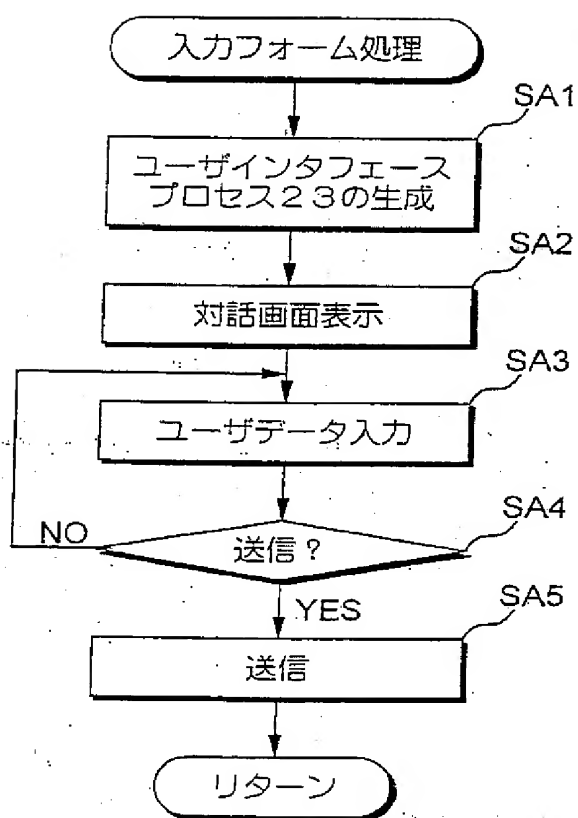 入力フォーム処理
SA1
ユーザインタフェース
プロセス23の生成
SA2
対話画面表示
SA3
ユーザデータ入力
SA4
送信?
NO
YES
SA5
送信
リターン